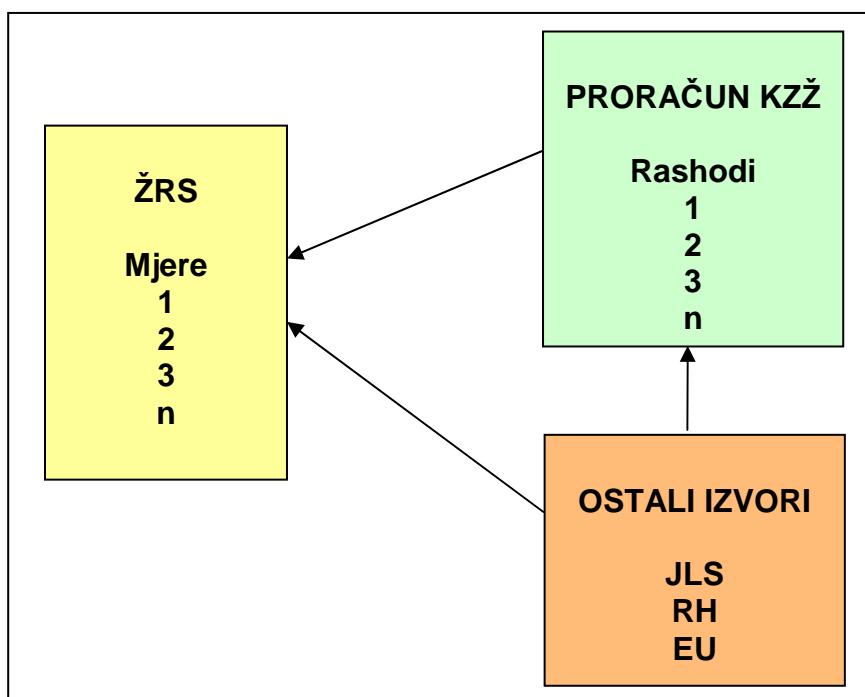 ŽRS
Mjere
1
2
3
n
PRORAČUN KZŽ
Rashodi
1
2
3
n
OSTALI IZVORI
JLS
RH
EU